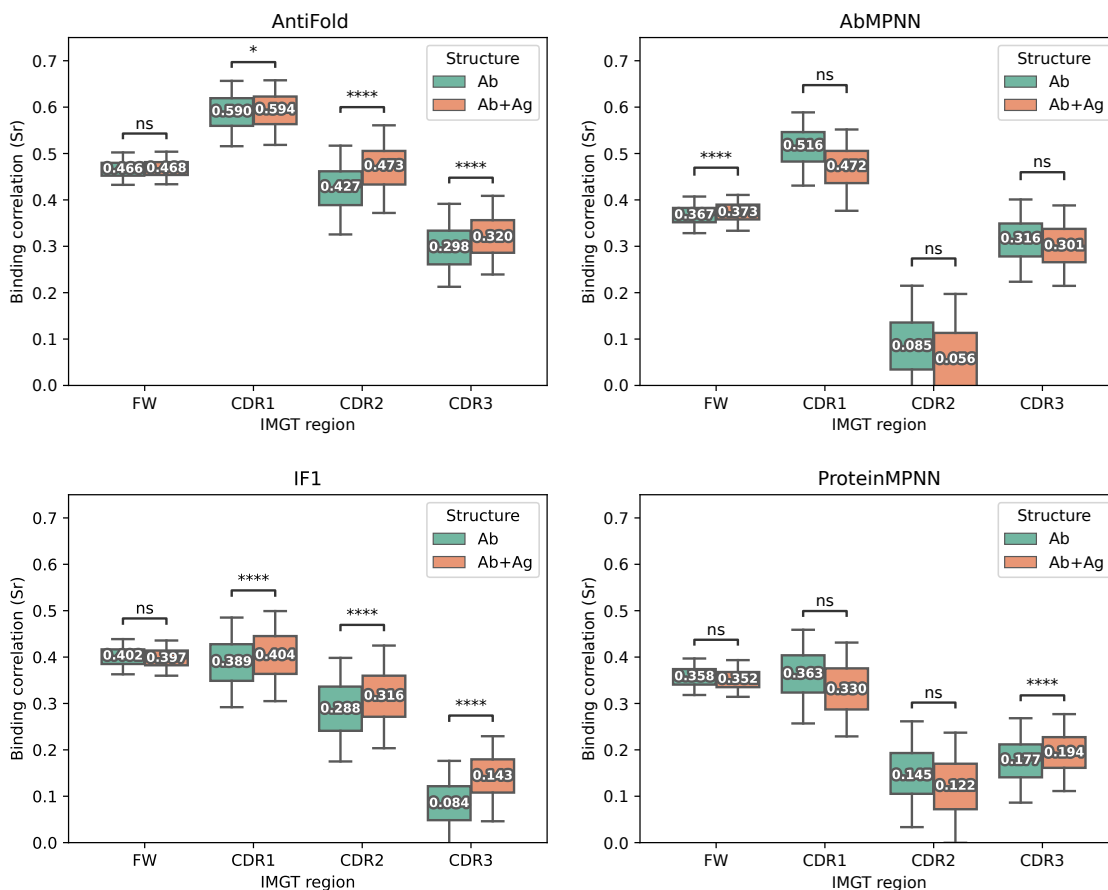 AntiFold
Binding correlation (Sr)
0.7
0.6
0.5
0.4
0.3
0.2
0.1
0.0
ns
*
****
****
0.466
0.468
0.590
0.594
0.427
0.473
0.298
0.320
Structure
Ab
Ab+Ag
FW
CDR1
CDR2
CDR3
IMGT region
AbMPNN
Binding correlation (Sr)
0.7
0.6
0.5
0.4
0.3
0.2
0.1
0.0
****
ns
ns
ns
0.367
0.373
0.516
0.472
0.085
0.056
0.316
0.301
Structure
Ab
Ab+Ag
FW
CDR1
CDR2
CDR3
IMGT region
IF1
Binding correlation (Sr)
0.7
0.6
0.5
0.4
0.3
0.2
0.1
0.0
ns
****
****
****
0.402
0.397
0.389
0.404
0.288
0.316
0.084
0.143
Structure
Ab
Ab+Ag
FW
CDR1
CDR2
CDR3
IMGT region
ProteinMPNN
Binding correlation (Sr)
0.7
0.6
0.5
0.4
0.3
0.2
0.1
0.0
ns
ns
ns
****
0.358
0.352
0.363
0.330
0.145
0.122
0.177
0.194
Structure
Ab
Ab+Ag
FW
CDR1
CDR2
CDR3
IMGT region